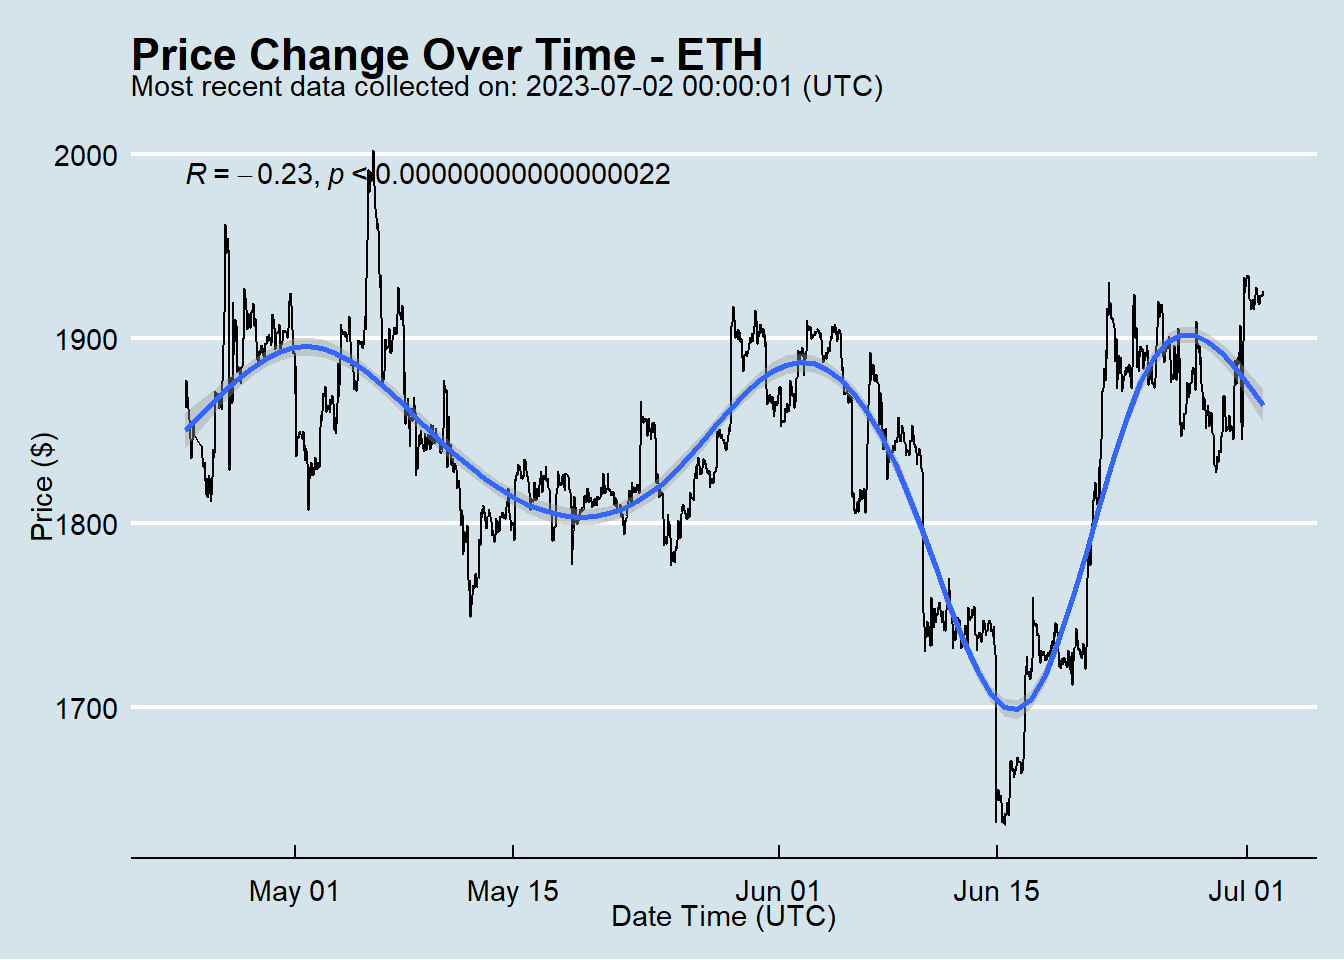 Price Change Over Time - ETH
Most recent data collected on: 2023-07-02 00:00:01 (UTC)
R = −0.23, p < 0.00000000000000022
2000
1900
1800
1700
Price ($)
May 01 May 15 Jun 01 Jun 15 Jul 01
Date Time (UTC)